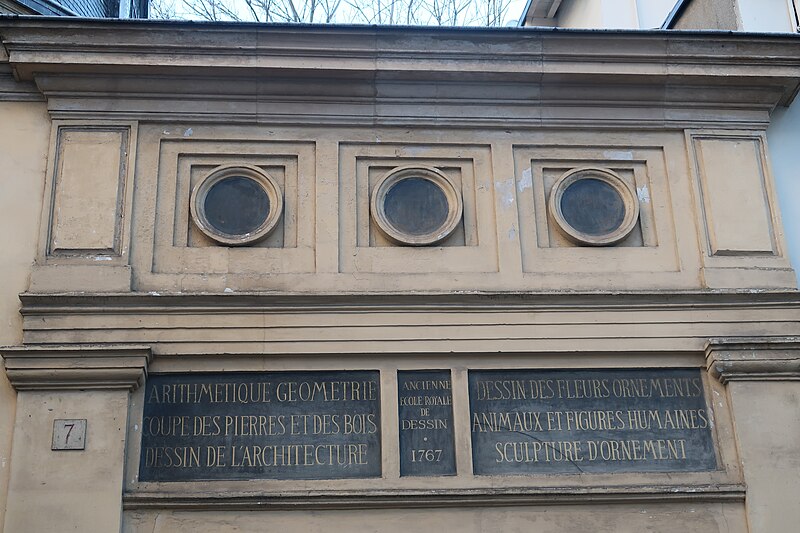 7
ARITHMETIQUE GEOMETRIE
COUPE DES PIERRES ET DES BOIS
DESSIN DE L'ARCHITECTURE
ANCIENNE
ECOLE ROYALE
DE
DESSIN
•
1767
DESSIN DES FLEURS ORNEMENTS
ANIMAUX ET FIGURES HUMAINES
SCULPTURE D'ORNEMENT